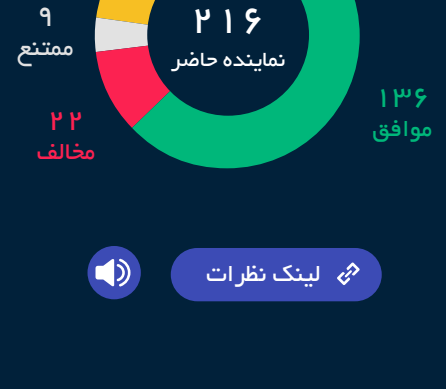 ۲۱۶
نماینده حاضر
۹
ممتنع
۱۳۶
موافق
۲۲
مخالف
لینک نظرات